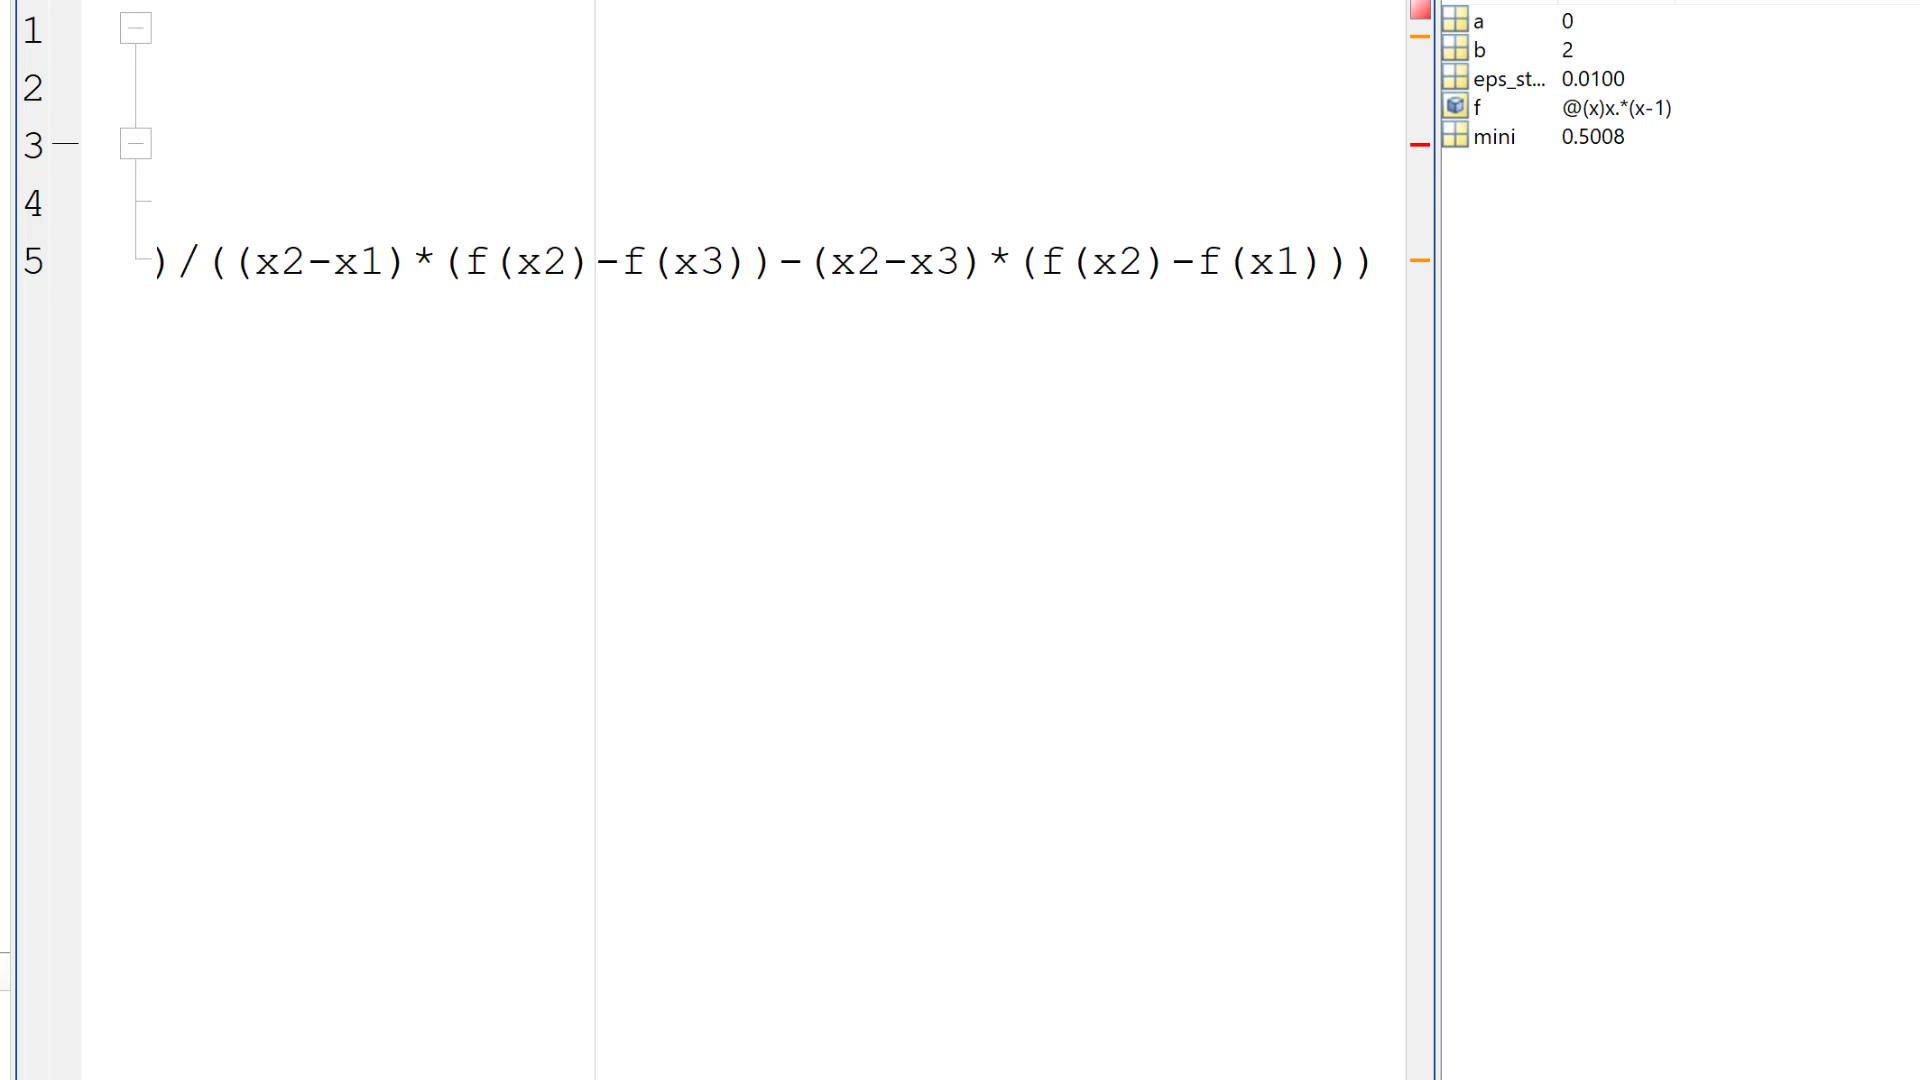 1
2
3
4
5 )/((x2-x1)*(f(x2)-f(x3))-(x2-x3)*(f(x2)-f(x1)))
a 0
b 2
eps_st... 0.0100
f @(x)x.*(x-1)
mini 0.5008